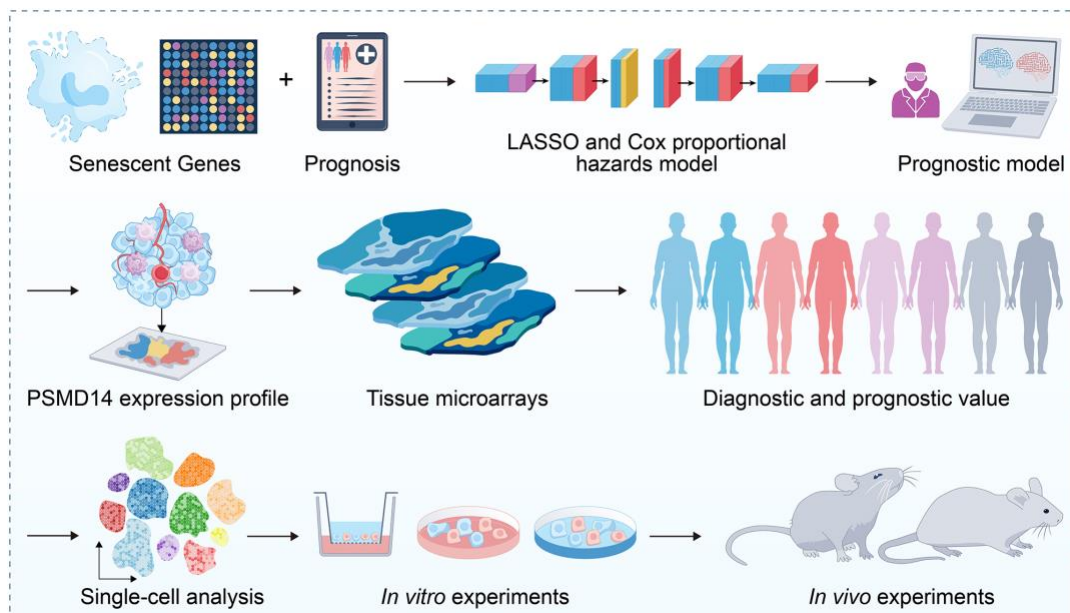 Senescent Genes
+
Prognosis
LASSO and Cox proportional
hazards model
Prognostic model
PSMD14 expression profile
Tissue microarrays
Diagnostic and prognostic value
Single-cell analysis
In vitro experiments
In vivo experiments